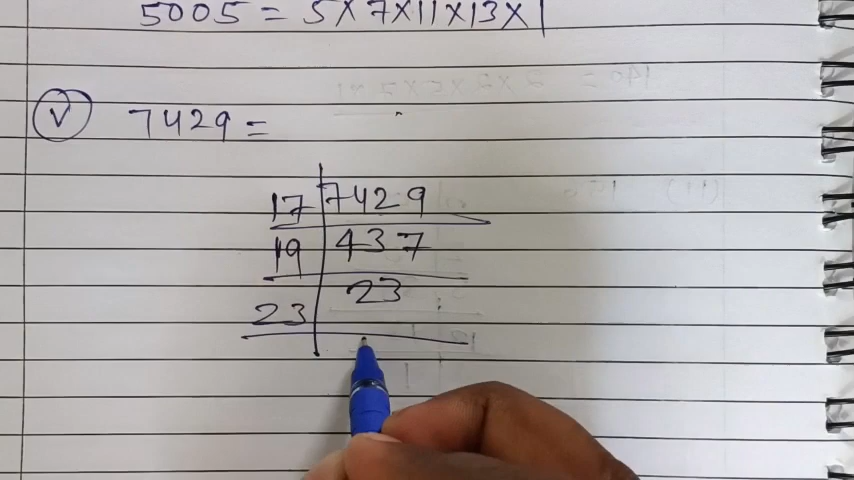 5005 = 5×7×11×13×1
(v) 7429 =
17 | 7429
19 | 437
23 | 23